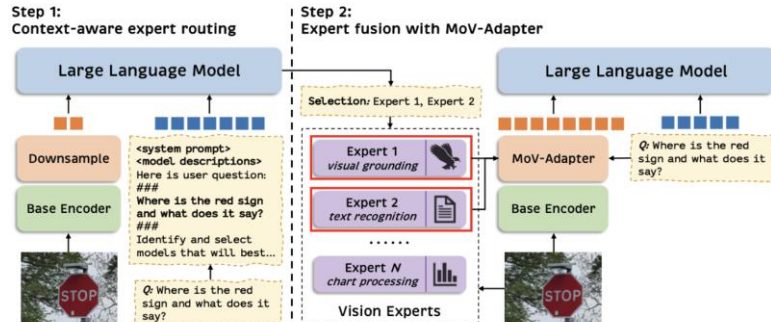 Step 1:
Context-aware expert routing
Large Language Model
Downsample
Base Encoder
STOP
<system prompt>
<model descriptions>
Here is user question:
###
Where is the red sign
and what does it say?
###
Identify and select
models that will best...
Q: Where is the red
sign and what does it
say?
Step 2:
Expert fusion with MoV-Adapter
Large Language Model
Selection: Expert 1, Expert 2
Expert 1
visual grounding
Expert 2
text recognition
......
Expert N
chart processing
Vision Experts
MoV-Adapter
Base Encoder
STOP
Q: Where is the red
sign and what does it
say?